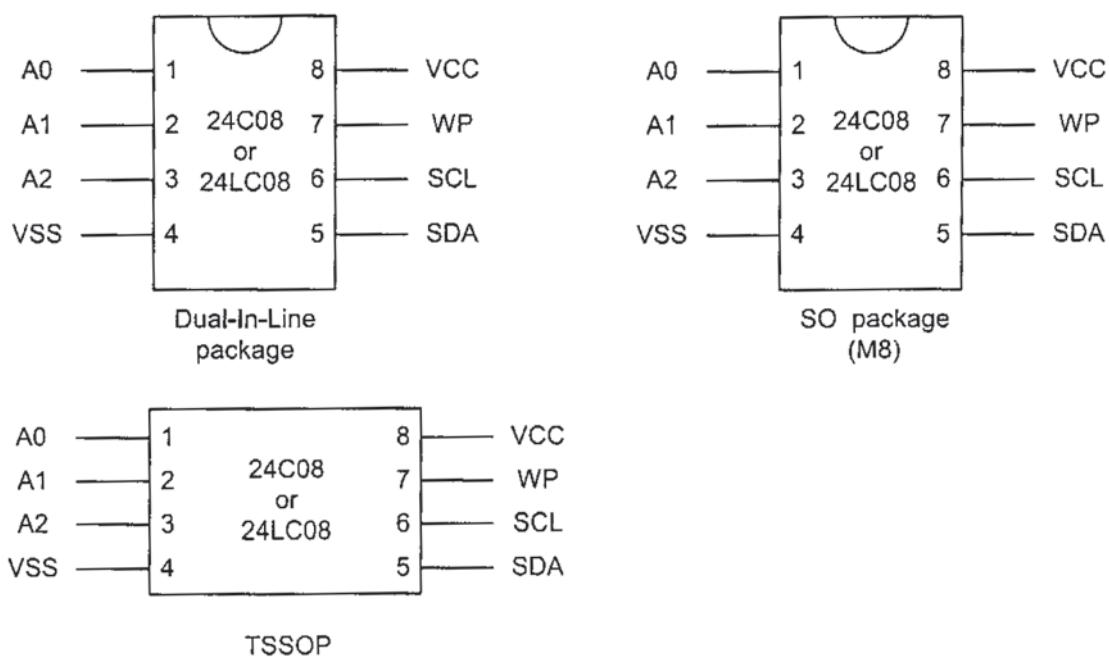 A0 1 8 VCC
A1 2 24C08 7 WP
or
A2 3 24LC08 6 SCL
VSS 4 5 SDA
Dual-In-Line
package
A0 1 8 VCC
A1 2 24C08 7 WP
or
A2 3 24LC08 6 SCL
VSS 4 5 SDA
SO package
(M8)
A0 1 8 VCC
A1 2 24C08 7 WP
or
A2 3 24LC08 6 SCL
VSS 4 5 SDA
TSSOP